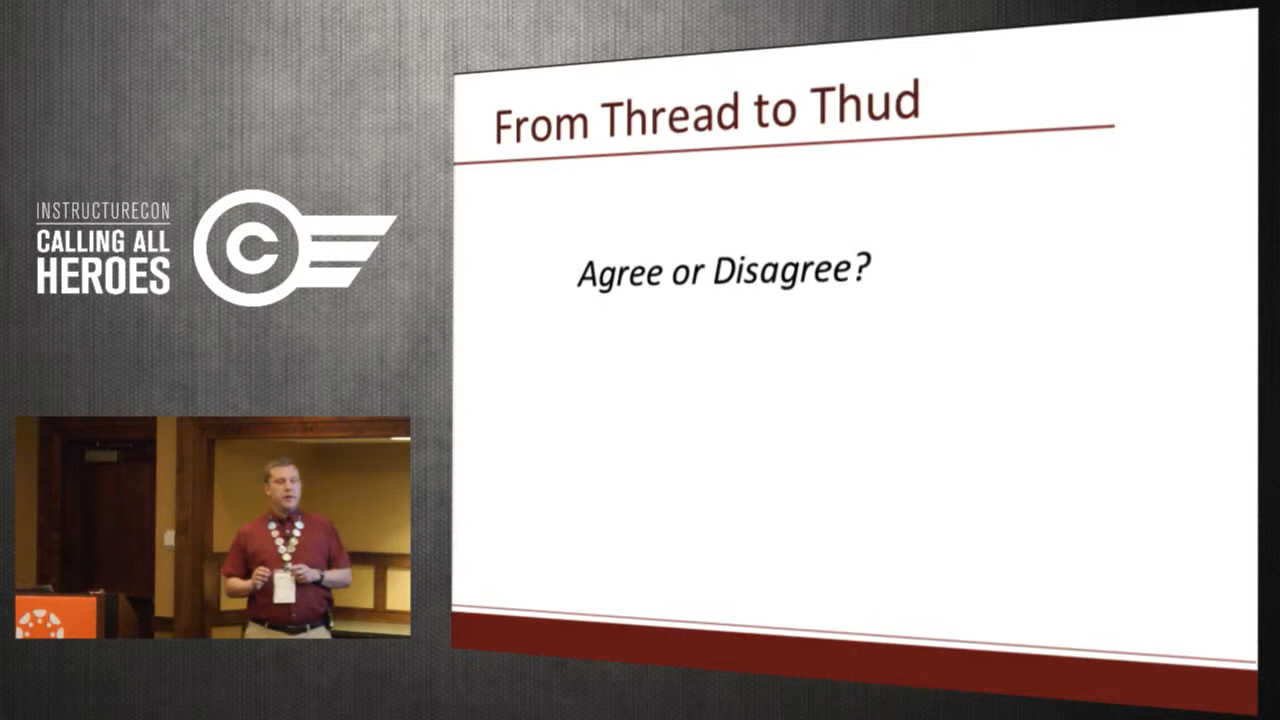 INSTRUCTURECON
CALLING ALL
HEROES
C
From Thread to Thud
Agree or Disagree?